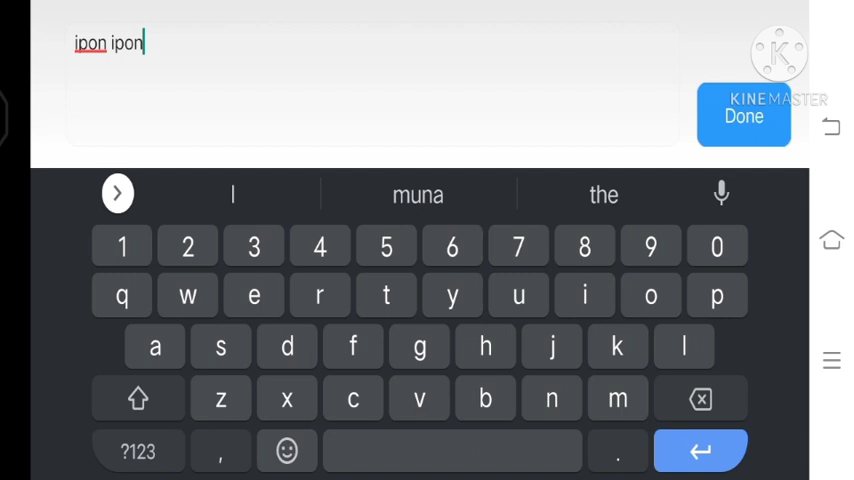 ipon ipon
KINEMASTER
Done
I muna the
1 2 3 4 5 6 7 8 9 0
q w e r t y u i o p
a s d f g h j k l
z x c v b n m
?123 , .